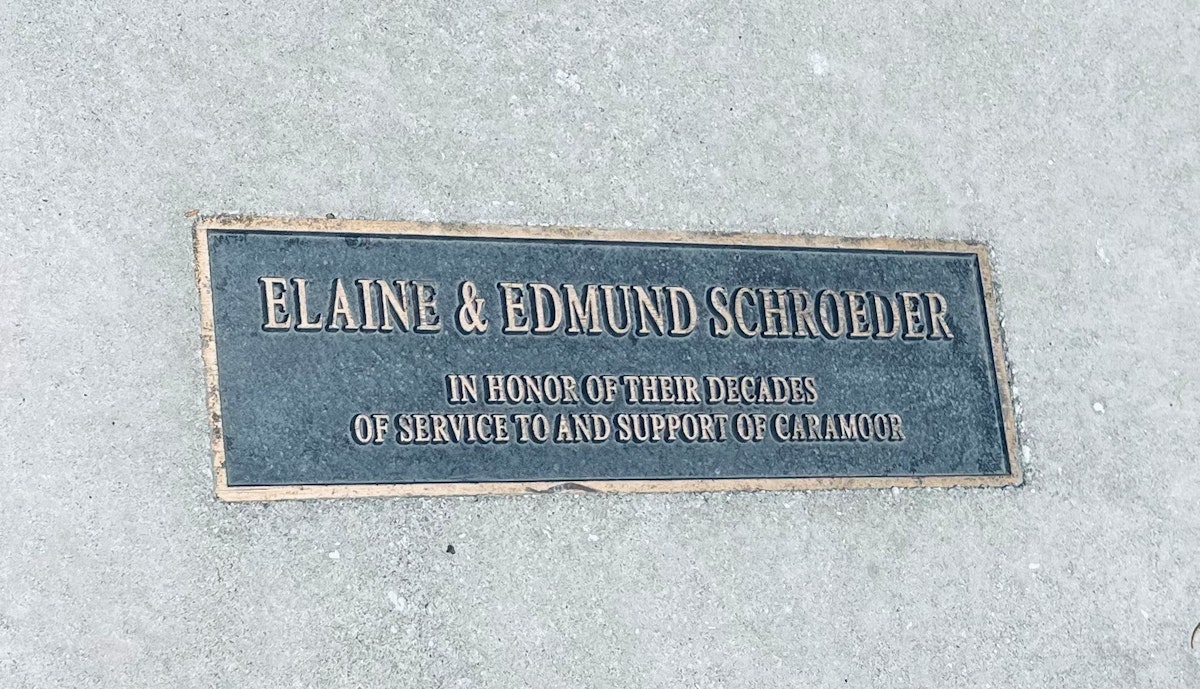 ELAINE & EDMUND SCHROEDER
IN HONOR OF THEIR DECADES
OF SERVICE TO AND SUPPORT OF CARAMOOR